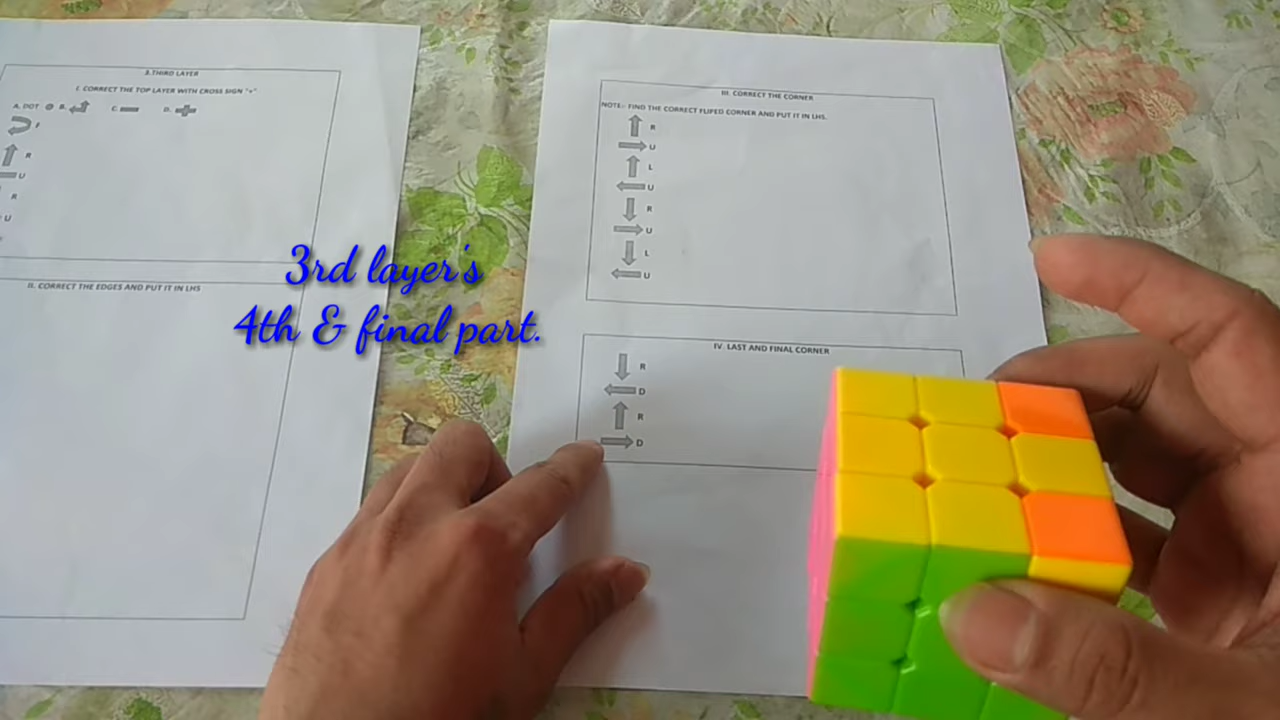 3.THIRD LAYER
I. CORRECT THE TOP LAYER WITH CROSS SIGN "+"
A. DOT @ B. C. D.
F
R
U
R
U
II. CORRECT THE EDGES AND PUT IT IN LHS
III. CORRECT THE CORNER
NOTE:- FIND THE CORRECT FLIPED CORNER AND PUT IT IN LHS.
R
U
L
U
R
U
L
U
IV. LAST AND FINAL CORNER
R
D
R
D
3rd layer's
4th & final part.